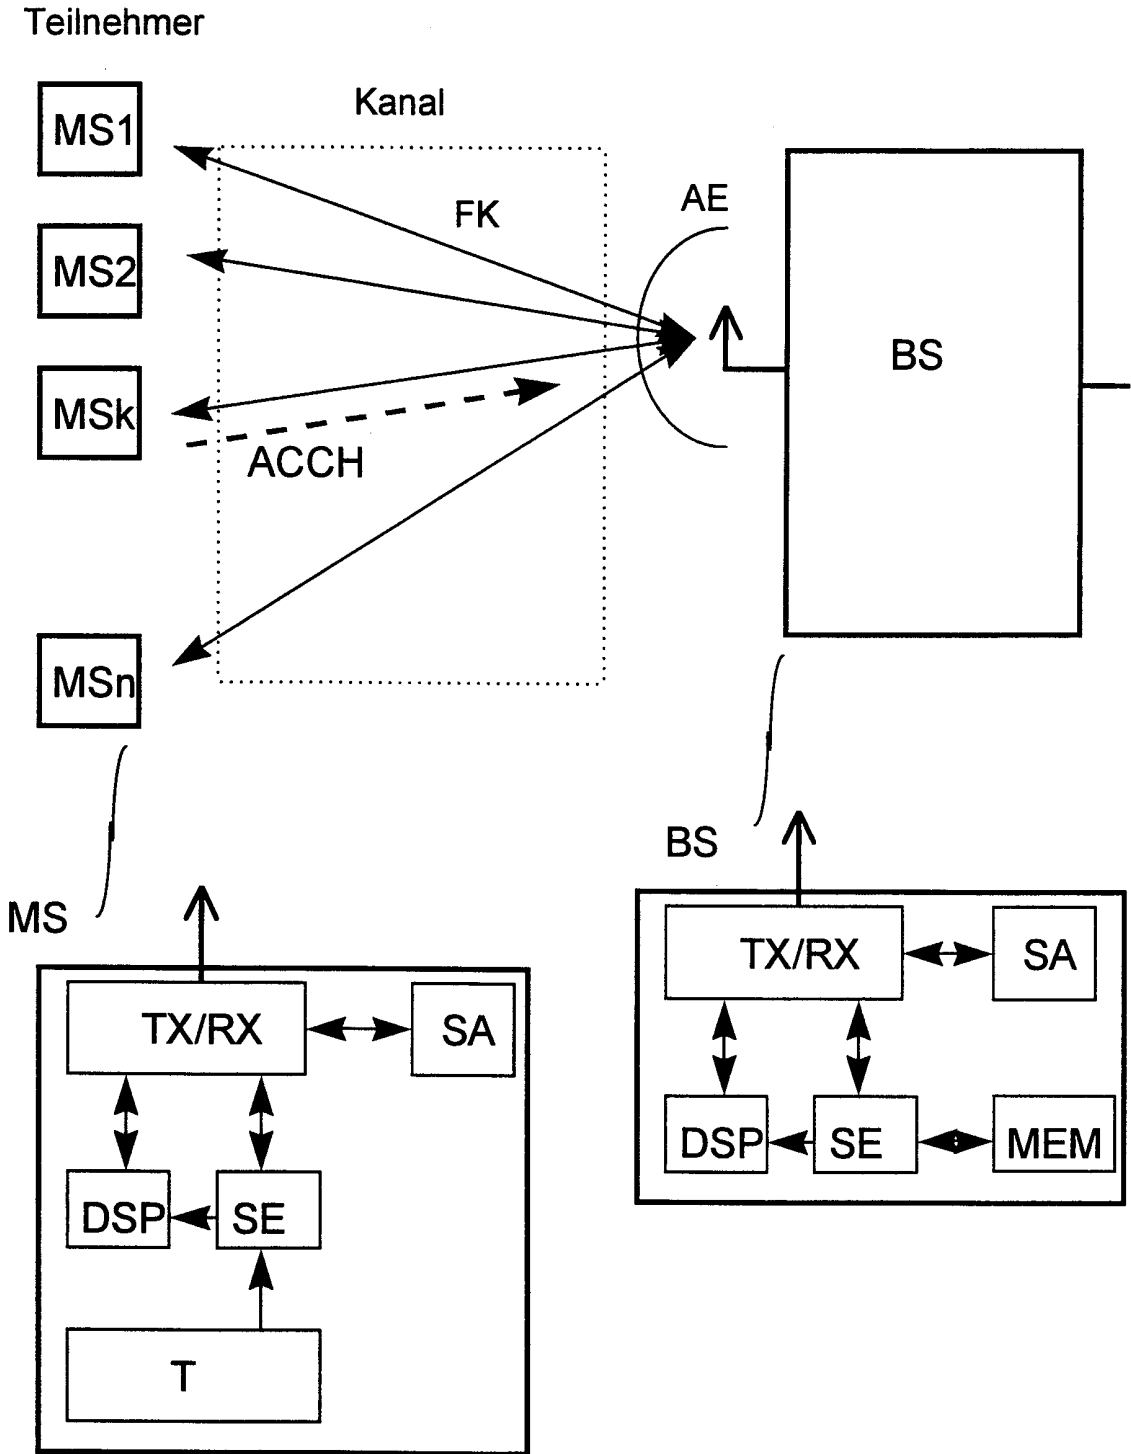 Teilnehmer
MS1
Kanal
AE
FK
MS2
BS
MSk
ACCH
MSn
BS
MS
TX/RX
SA
TX/RX
SA
DSP
SE
MEM
DSP
SE
T